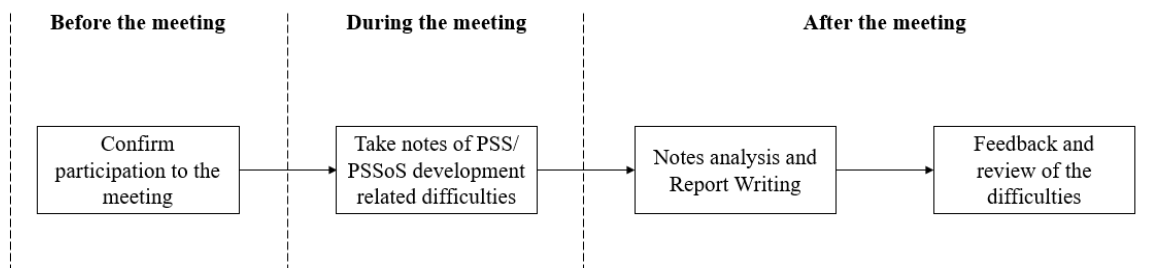 Before the meeting
During the meeting
After the meeting
Confirm
participation to the
meeting
Take notes of PSS/
PSSoS development
related difficulties
Notes analysis and
Report Writing
Feedback and
review of the
difficulties